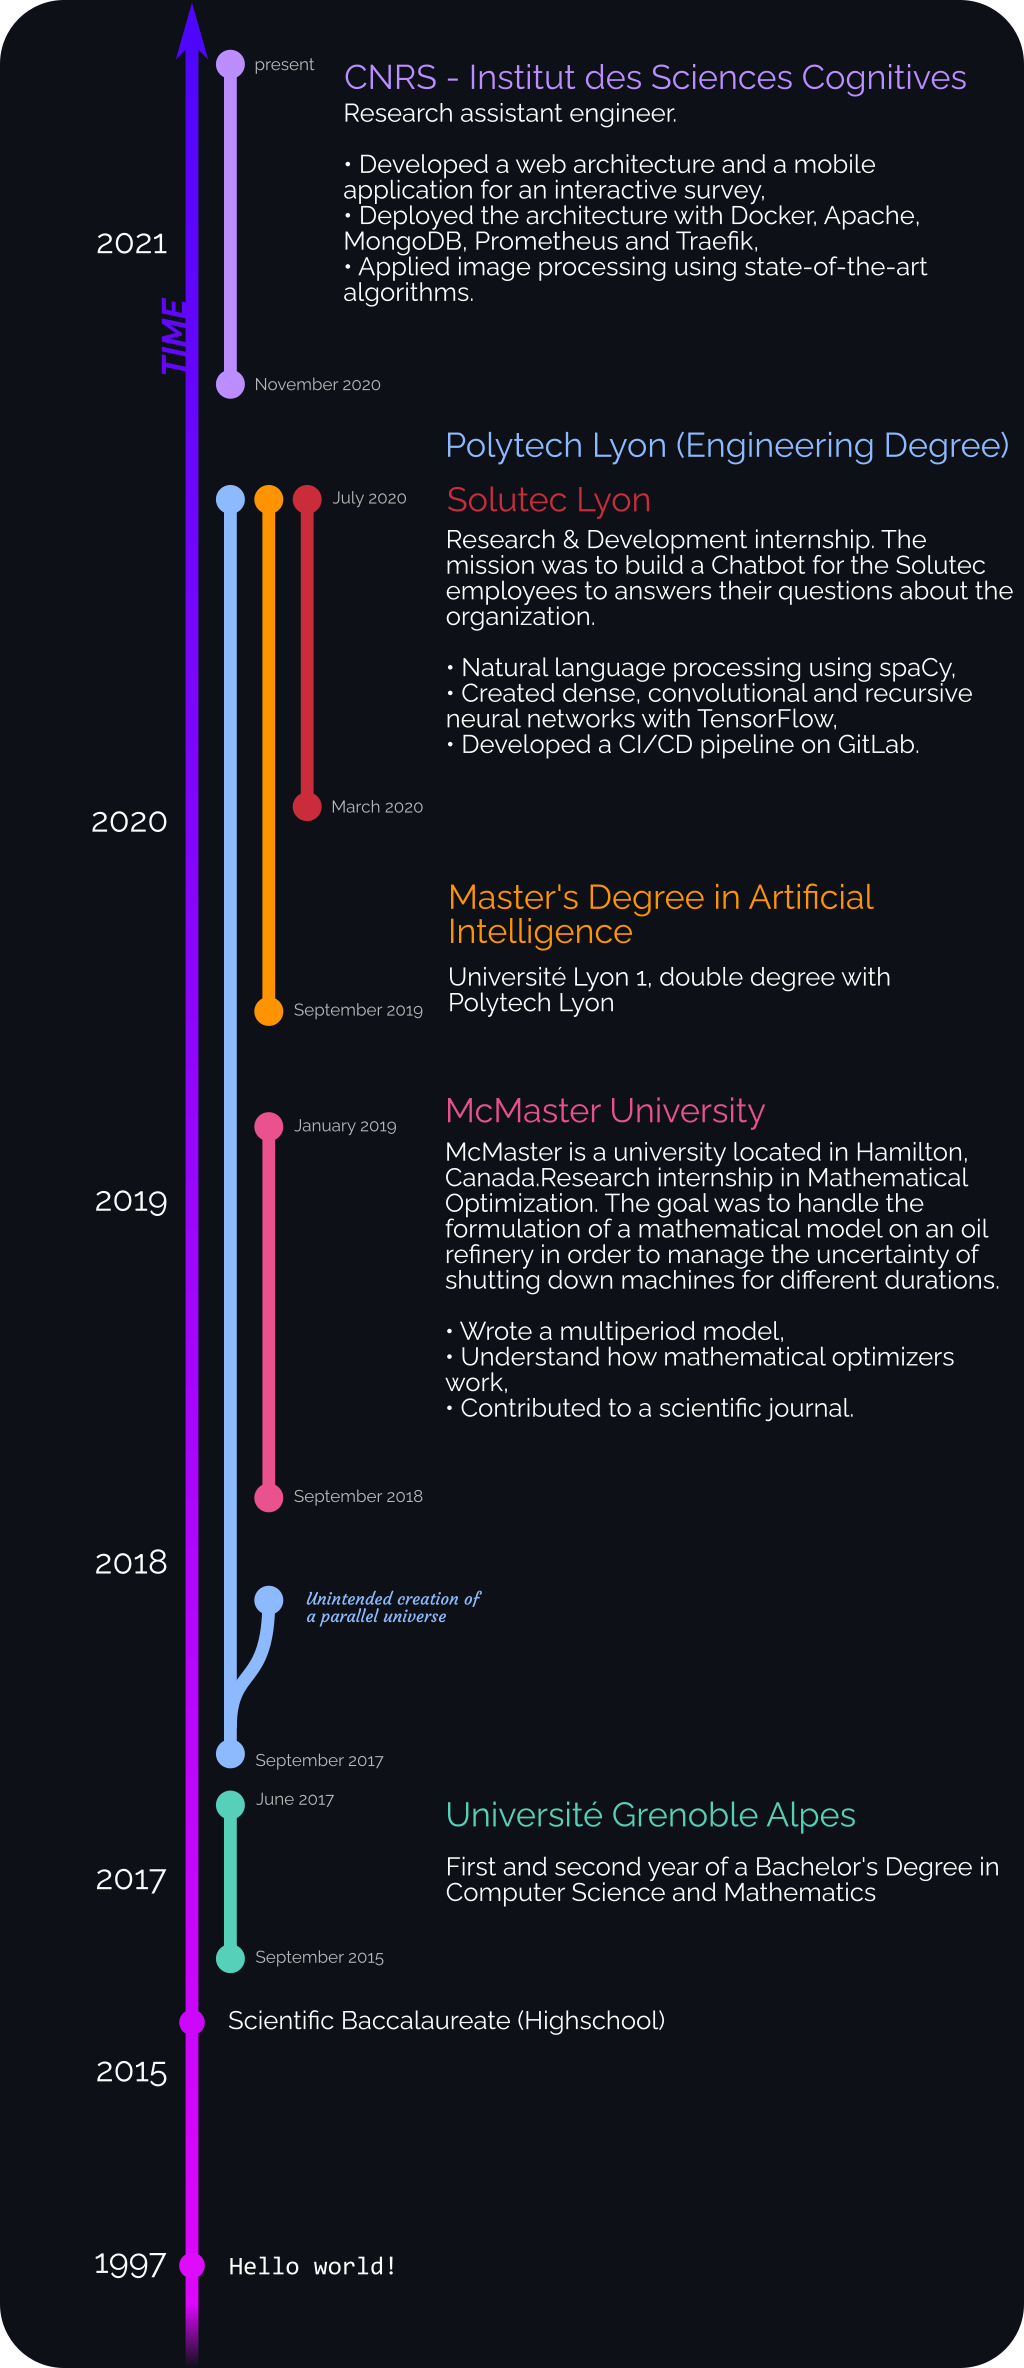 present
CNRS - Institut des Sciences Cognitives
Research assistant engineer.
• Developed a web architecture and a mobile
application for an interactive survey,
• Deployed the architecture with Docker, Apache,
MongoDB, Prometheus and Traefik,
• Applied image processing using state-of-the-art
algorithms.
2021
TIME
November 2020
Polytech Lyon (Engineering Degree)
July 2020
Solutec Lyon
Research & Development internship. The
mission was to build a Chatbot for the Solutec
employees to answers their questions about the
organization.
• Natural language processing using spaCy,
• Created dense, convolutional and recursive
neural networks with TensorFlow,
• Developed a CI/CD pipeline on GitLab.
March 2020
2020
Master's Degree in Artificial
Intelligence
Université Lyon 1, double degree with
Polytech Lyon
September 2019
McMaster University
January 2019
McMaster is a university located in Hamilton,
Canada.Research internship in Mathematical
Optimization. The goal was to handle the
formulation of a mathematical model on an oil
refinery in order to manage the uncertainty of
shutting down machines for different durations.
2019
• Wrote a multiperiod model,
• Understand how mathematical optimizers
work,
• Contributed to a scientific journal.
September 2018
2018
Unintended creation of
a parallel universe
September 2017
June 2017
Université Grenoble Alpes
First and second year of a Bachelor's Degree in
Computer Science and Mathematics
2017
September 2015
Scientific Baccalaureate (Highschool)
2015
1997
Hello world!